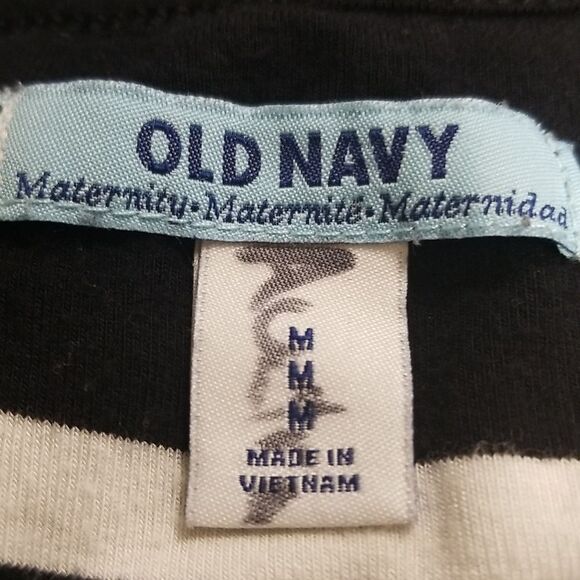 OLD NAVY
Maternity • Maternité • Maternidad
M
M
M
MADE IN
VIETNAM